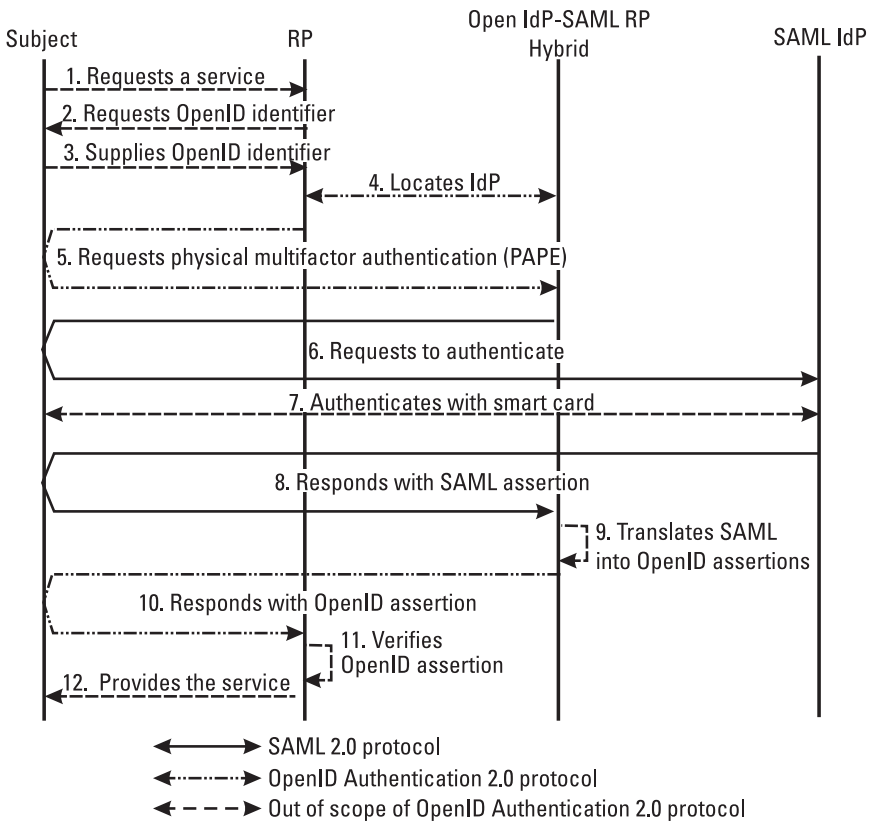 Subject
RP
Open IdP-SAML RP
Hybrid
SAML IdP
1. Requests a service
2. Requests OpenID identifier
3. Supplies OpenID identifier
4. Locates IdP
5. Requests physical multifactor authentication (PAPE)
6. Requests to authenticate
7. Authenticates with smart card
8. Responds with SAML assertion
9. Translates SAML
into OpenID assertions
10. Responds with OpenID assertion
11. Verifies
OpenID assertion
12. Provides the service
SAML 2.0 protocol
OpenID Authentication 2.0 protocol
Out of scope of OpenID Authentication 2.0 protocol